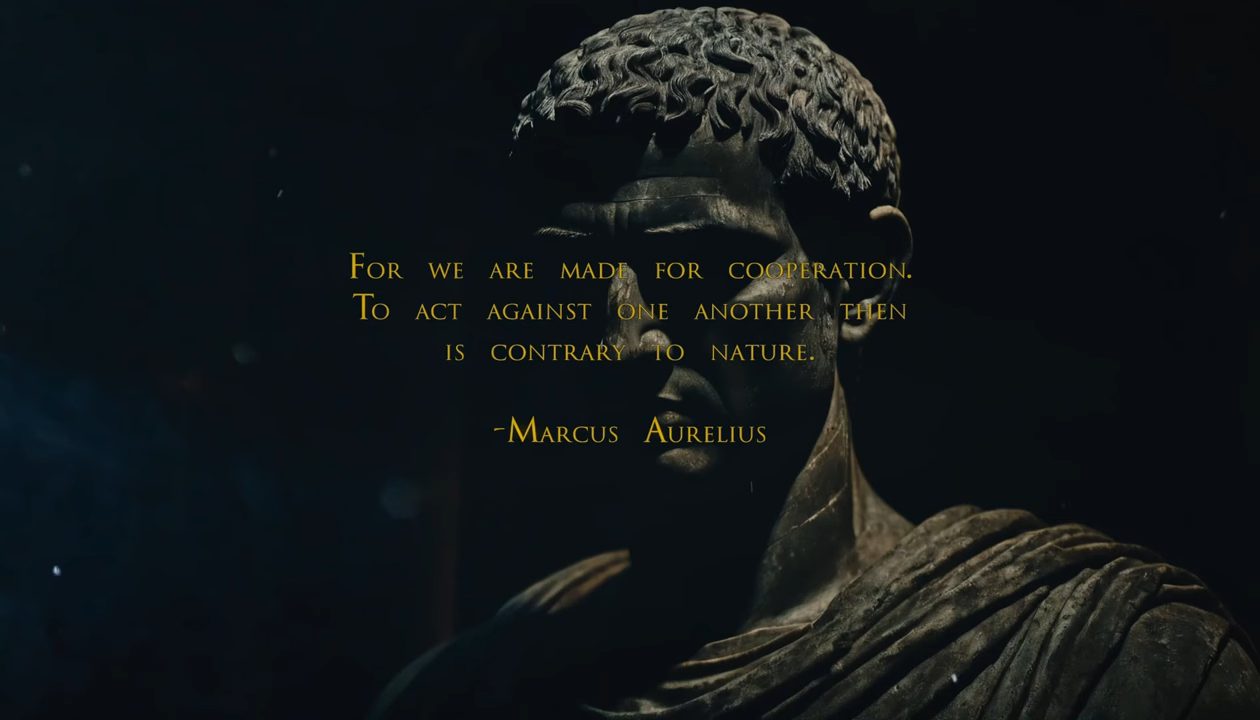 For we are made for cooperation.
To act against one another then
is contrary to nature.
-Marcus Aurelius